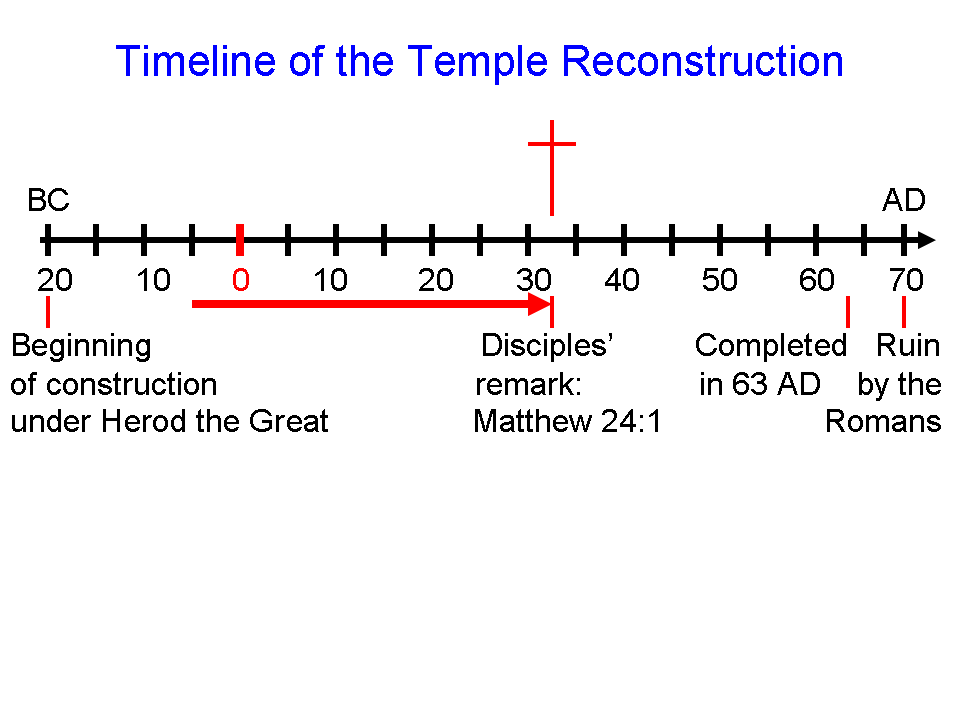 Timeline of the Temple Reconstruction
BC AD
20 10 0 10 20 30 40 50 60 70
Beginning
of construction
under Herod the Great
Disciples’
remark:
Matthew 24:1
Completed
in 63 AD
Ruin
by the
Romans